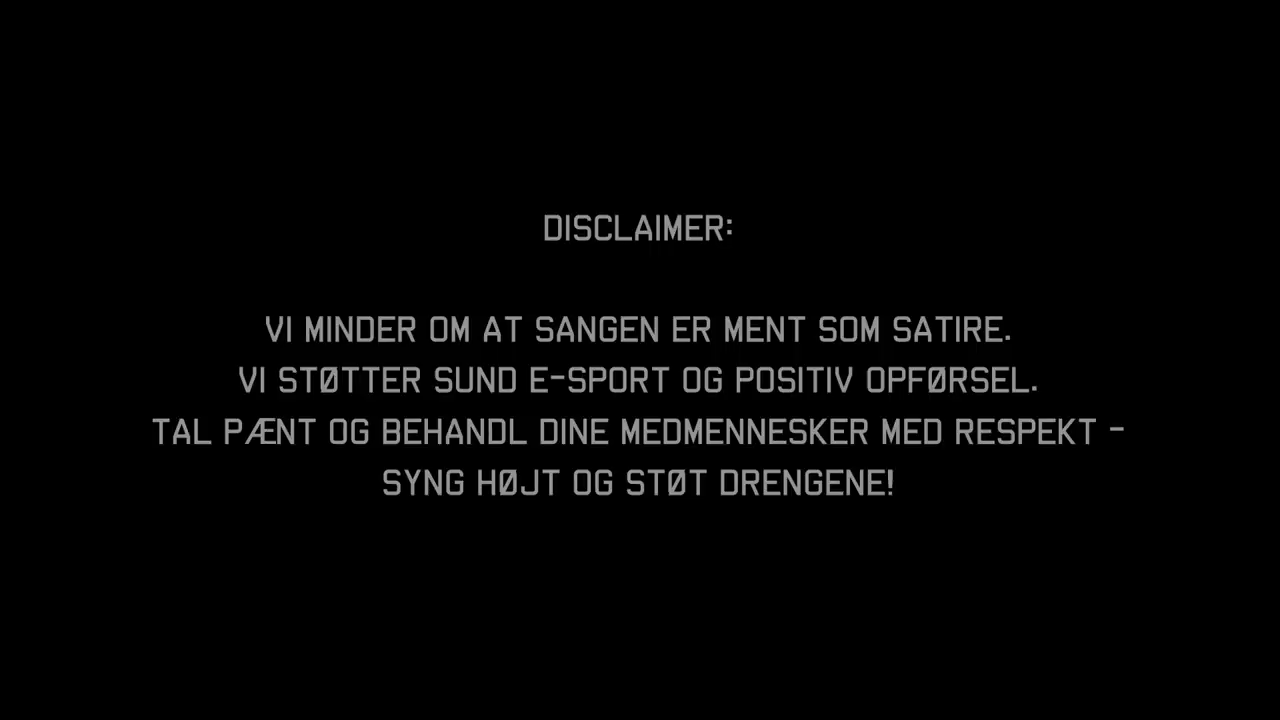 DISCLAIMER:
VI MINDER OM AT SANGEN ER MENT SOM SATIRE.
VI STØTTER SUND E-SPORT OG POSITIV OPFØRSEL.
TAL PÆNT OG BEHANDL DINE MEDMENNESKER MED RESPEKT -
SYNG HØJT OG STØT DRENGENE!